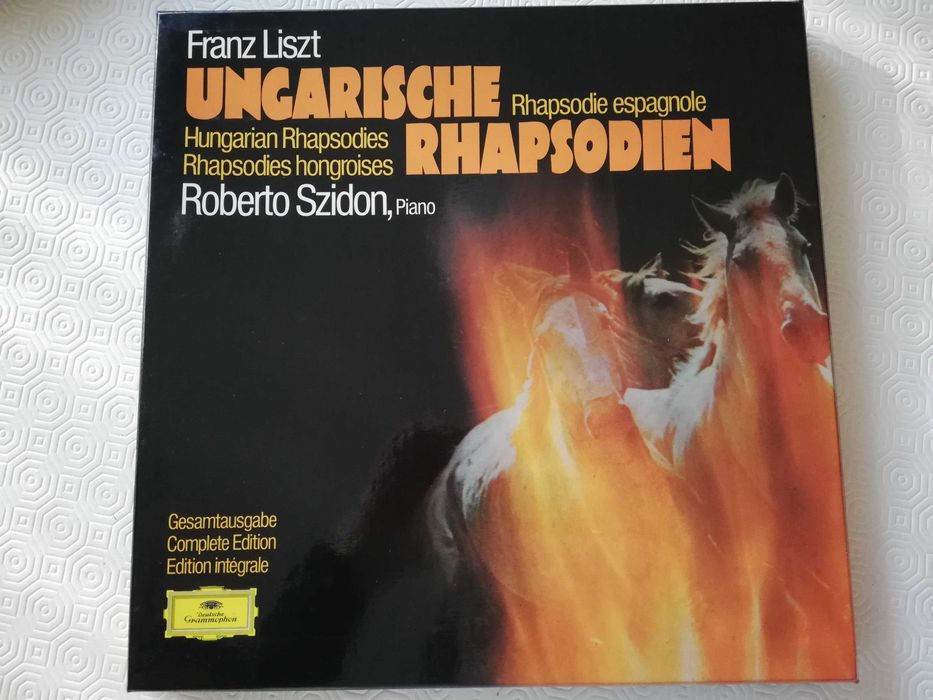 Franz Liszt
UNGARISCHE
Rhapsodie espagnole
Hungarian Rhapsodies
RHAPSODIEN
Rhapsodies hongroises
Roberto Szidon, Piano
Gesamtausgabe
Complete Edition
Edition intégrale
Deutsche
Grammophon